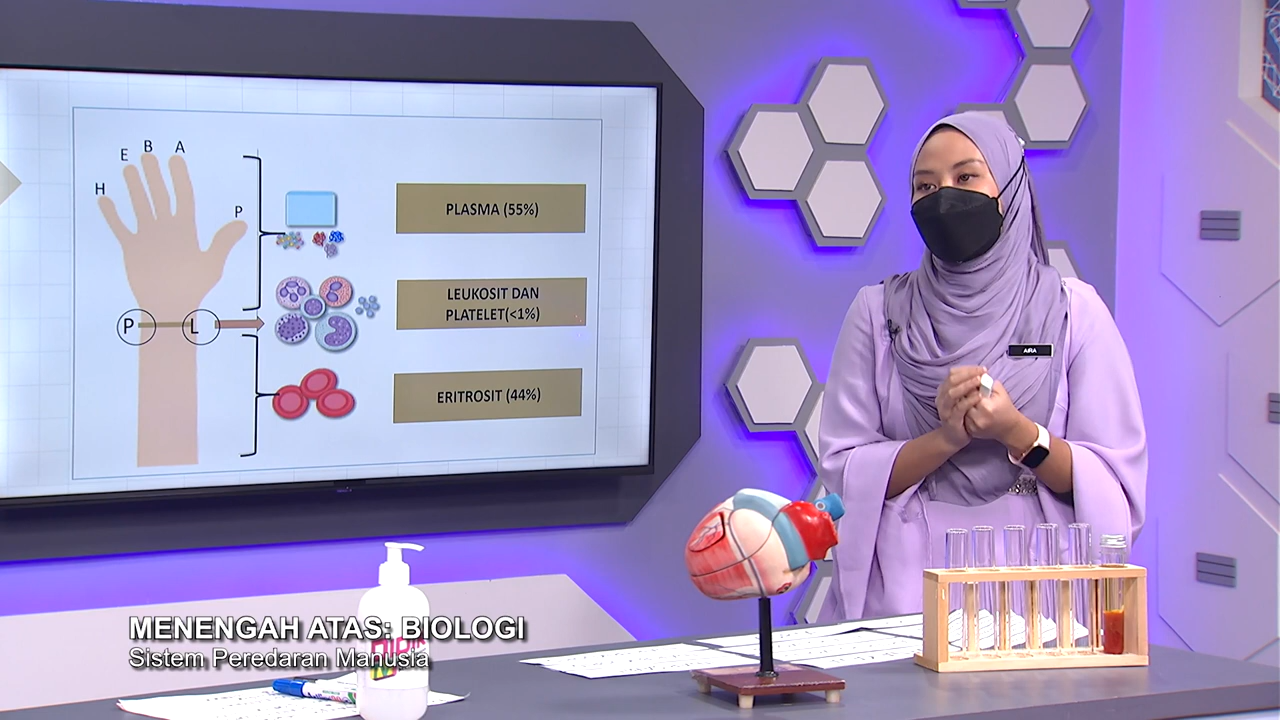 H
E
B
A
P
P
L
PLASMA (55%)
LEUKOSIT DAN
PLATELET(<1%)
ERITROSIT (44%)
AIRA
MENENGAH ATAS: BIOLOGI
Sistem Peredaran Manusia